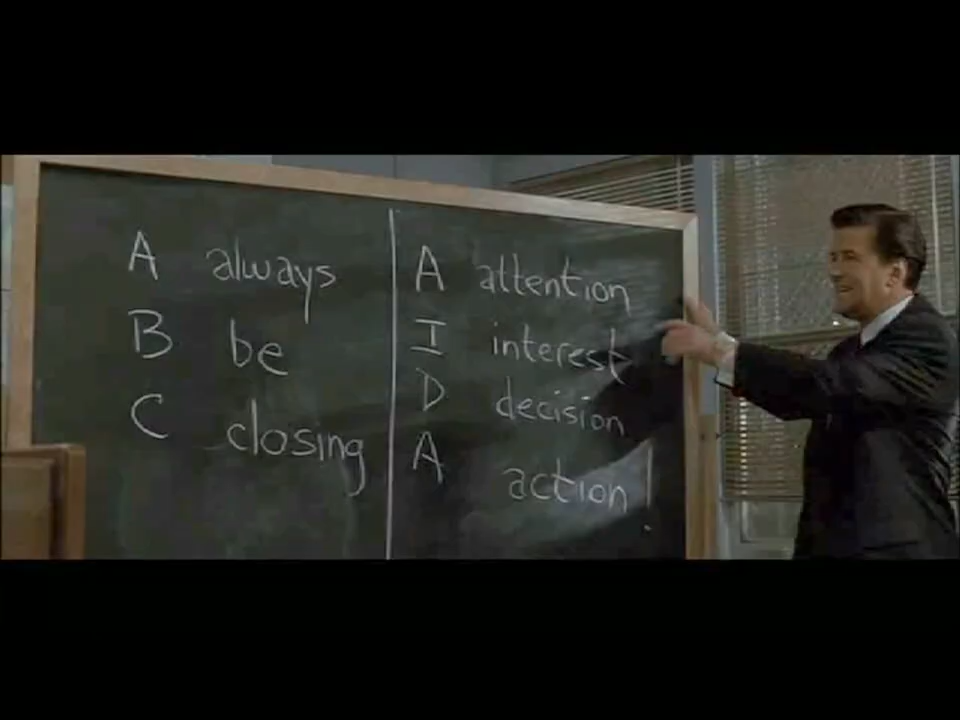 A always
B be
C closing
A attention
I interest
D decision
A action!